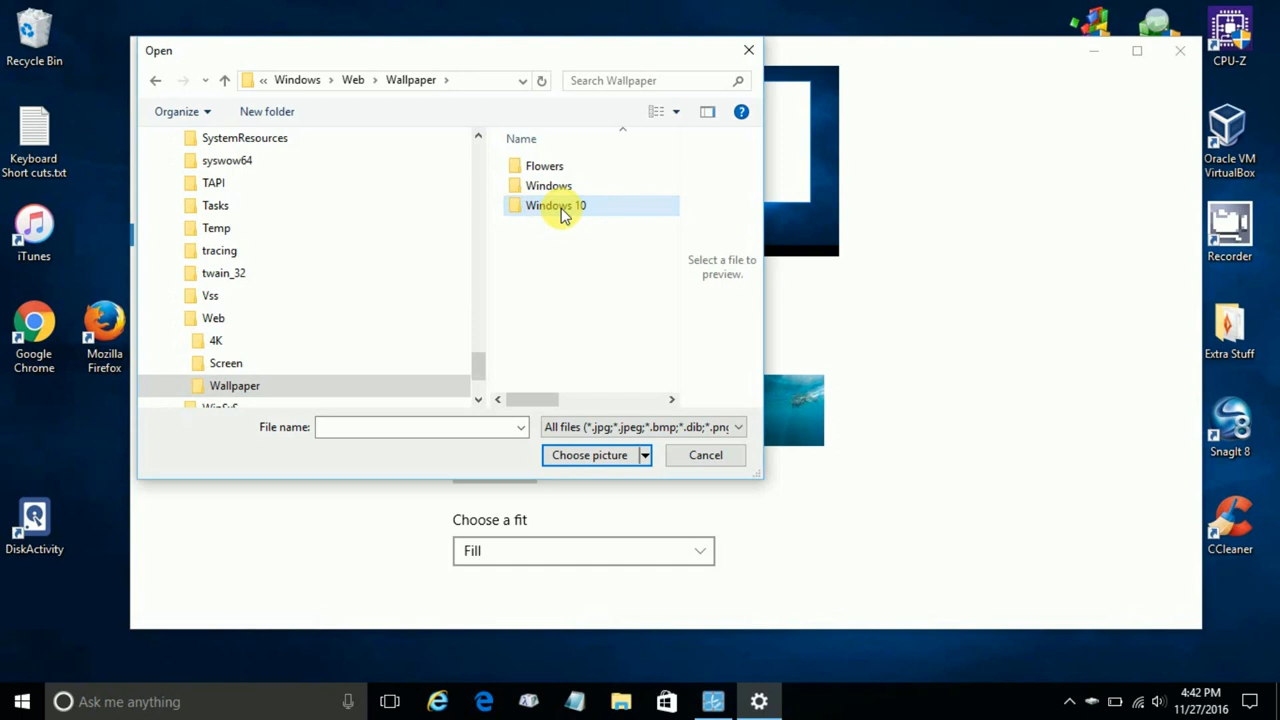 Recycle Bin
Keyboard
Short cuts.txt
iTunes
Google
Chrome
Mozilla
Firefox
DiskActivity
Open
« Windows > Web > Wallpaper >
Search Wallpaper
Organize
New folder
SystemResources
syswow64
TAPI
Tasks
Temp
tracing
twain_32
Vss
Web
4K
Screen
Wallpaper
Name
Flowers
Windows
Windows 10
Select a file to
preview.
File name:
All files (*.jpg;*.jpeg;*.bmp;*.dib;*.png
Choose picture
Cancel
Choose a fit
Fill
CPU-Z
Oracle VM
VirtualBox
Recorder
Extra Stuff
SnagIt 8
CCleaner
Ask me anything
4:42 PM
11/27/2016